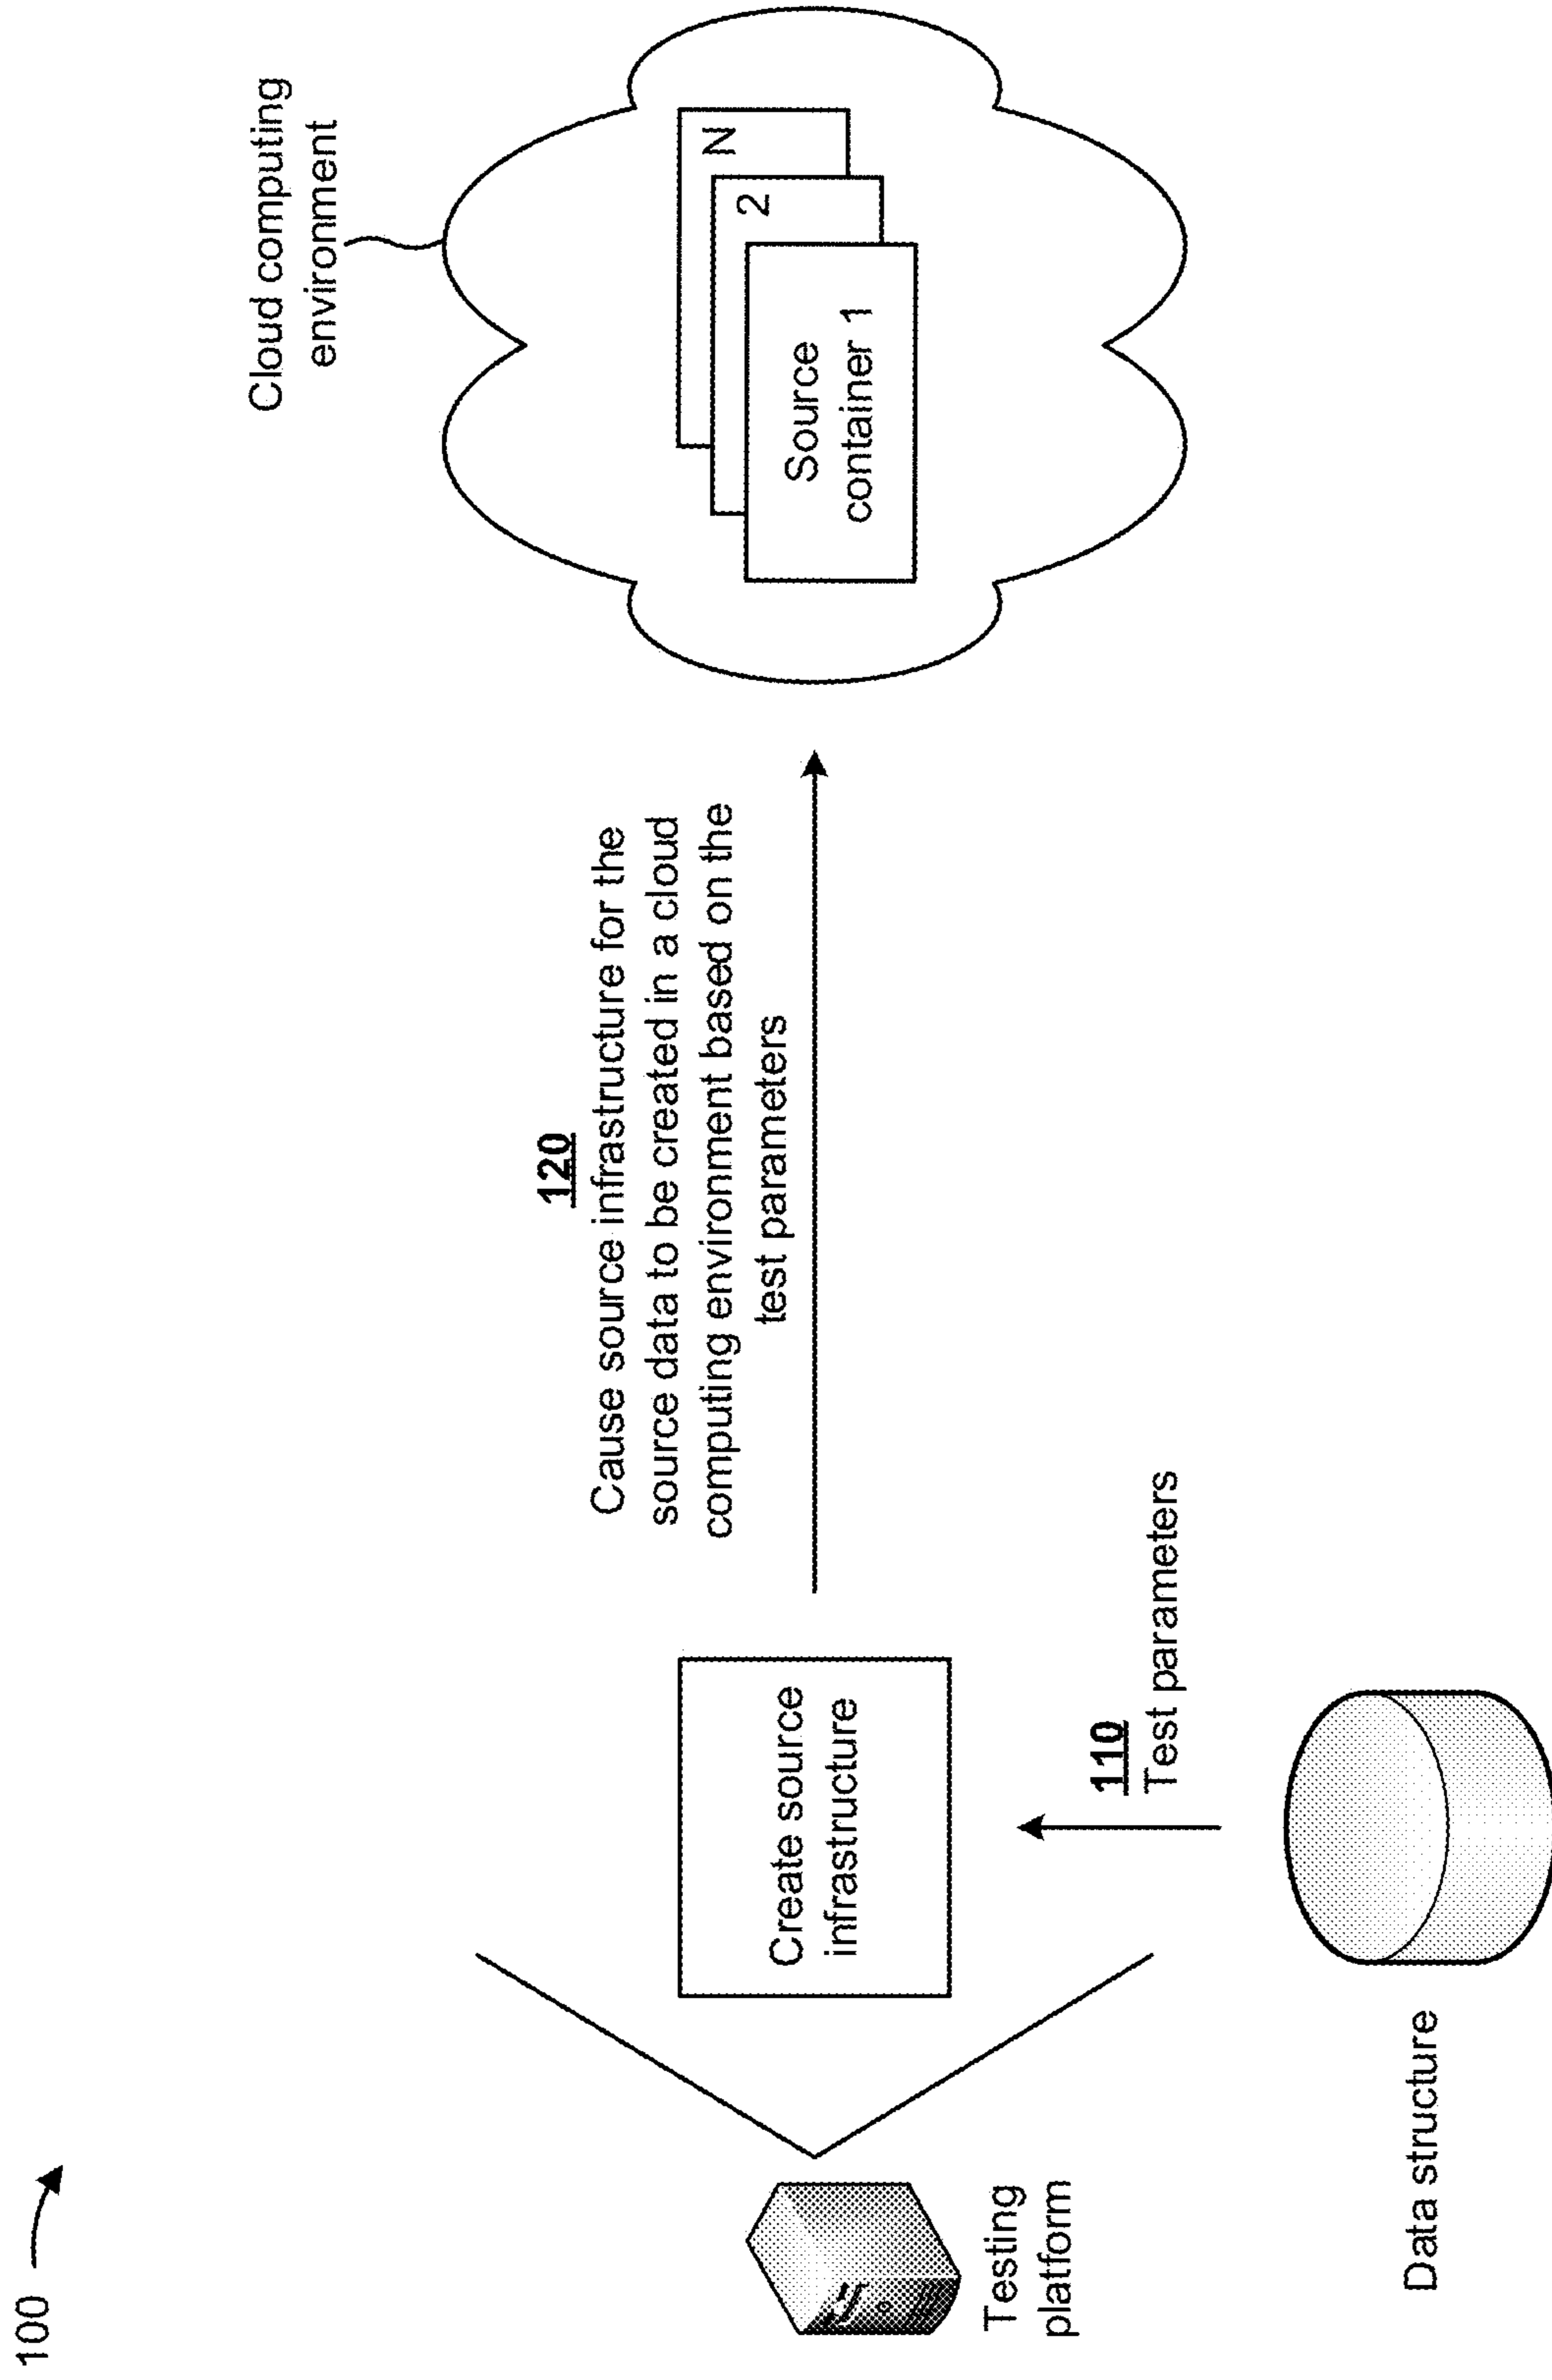 100
Cloud computing
environment
N
2
Source
container 1
120
Cause source infrastructure for the
source data to be created in a cloud
computing environment based on the
test parameters
Create source
infrastructure
110
Test parameters
Testing
platform
Data structure